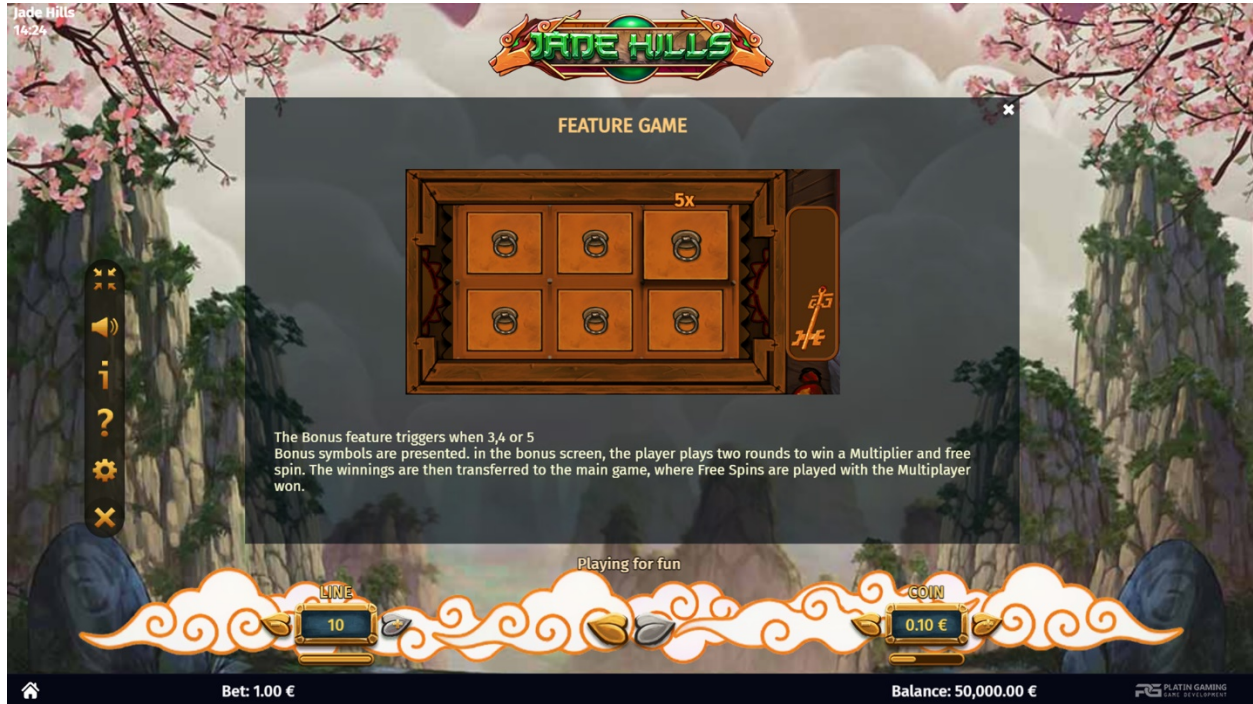 Jade Hills
14:24
JADE HILLS
FEATURE GAME
5x
The Bonus feature triggers when 3,4 or 5
Bonus symbols are presented. in the bonus screen, the player plays two rounds to win a Multiplier and free
spin. The winnings are then transferred to the main game, where Free Spins are played with the Multiplayer
won.
Playing for fun
LINE
10
COIN
0.10 €
Bet: 1.00 €
Balance: 50,000.00 €
PG PLATIN GAMING
GAME DEVELOPMENT